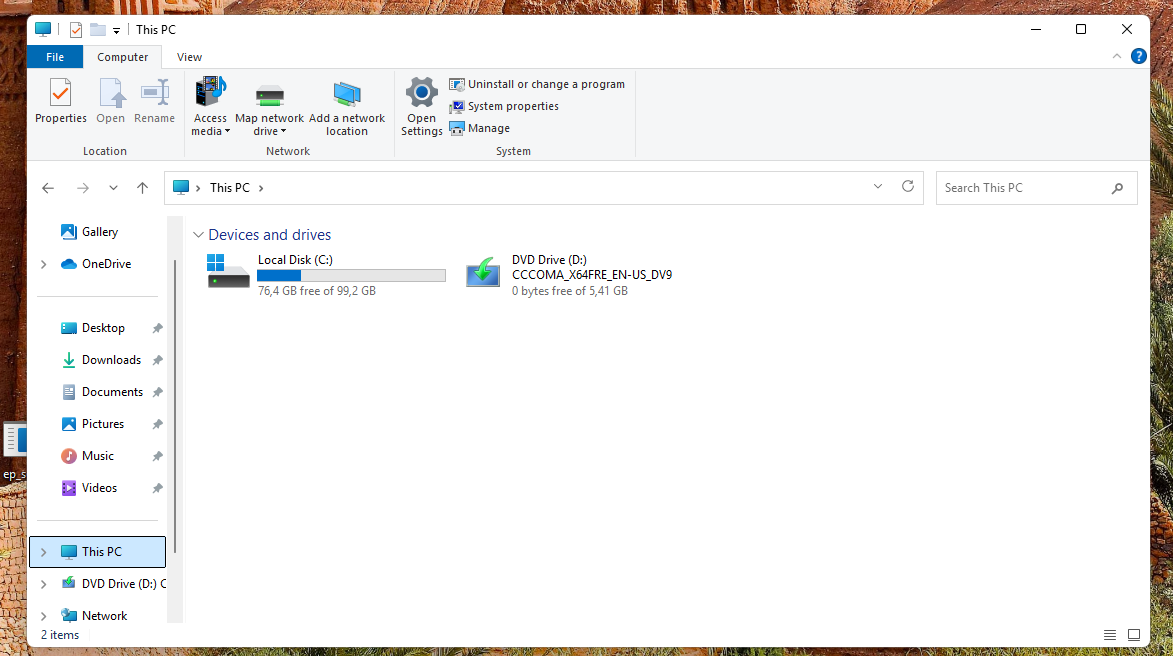 This PC
File
Computer
View
Properties
Open
Rename
Location
Access
media
Map network
drive
Add a network
location
Network
Open
Settings
Uninstall or change a program
System properties
Manage
System
This PC
Search This PC
Gallery
OneDrive
Desktop
Downloads
Documents
Pictures
Music
Videos
This PC
DVD Drive (D:) C
Network
Devices and drives
Local Disk (C:)
76,4 GB free of 99,2 GB
DVD Drive (D:)
CCCOMA_X64FRE_EN-US_DV9
0 bytes free of 5,41 GB
ep_s
2 items